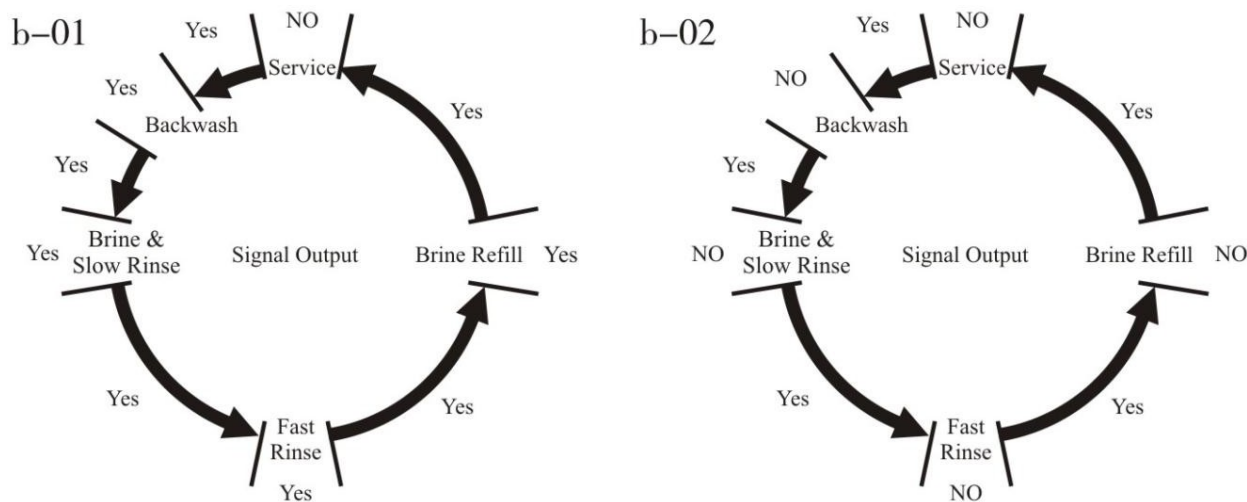 b–01
Yes
NO
Service
Yes
Backwash
Yes
Yes
Yes
Brine &
Slow Rinse
Signal Output
Brine Refill
Yes
Yes
Yes
Fast
Rinse
Yes
b–02
Yes
NO
Service
NO
Backwash
Yes
Yes
NO
Brine &
Slow Rinse
Signal Output
Brine Refill
NO
Yes
Yes
Fast
Rinse
NO